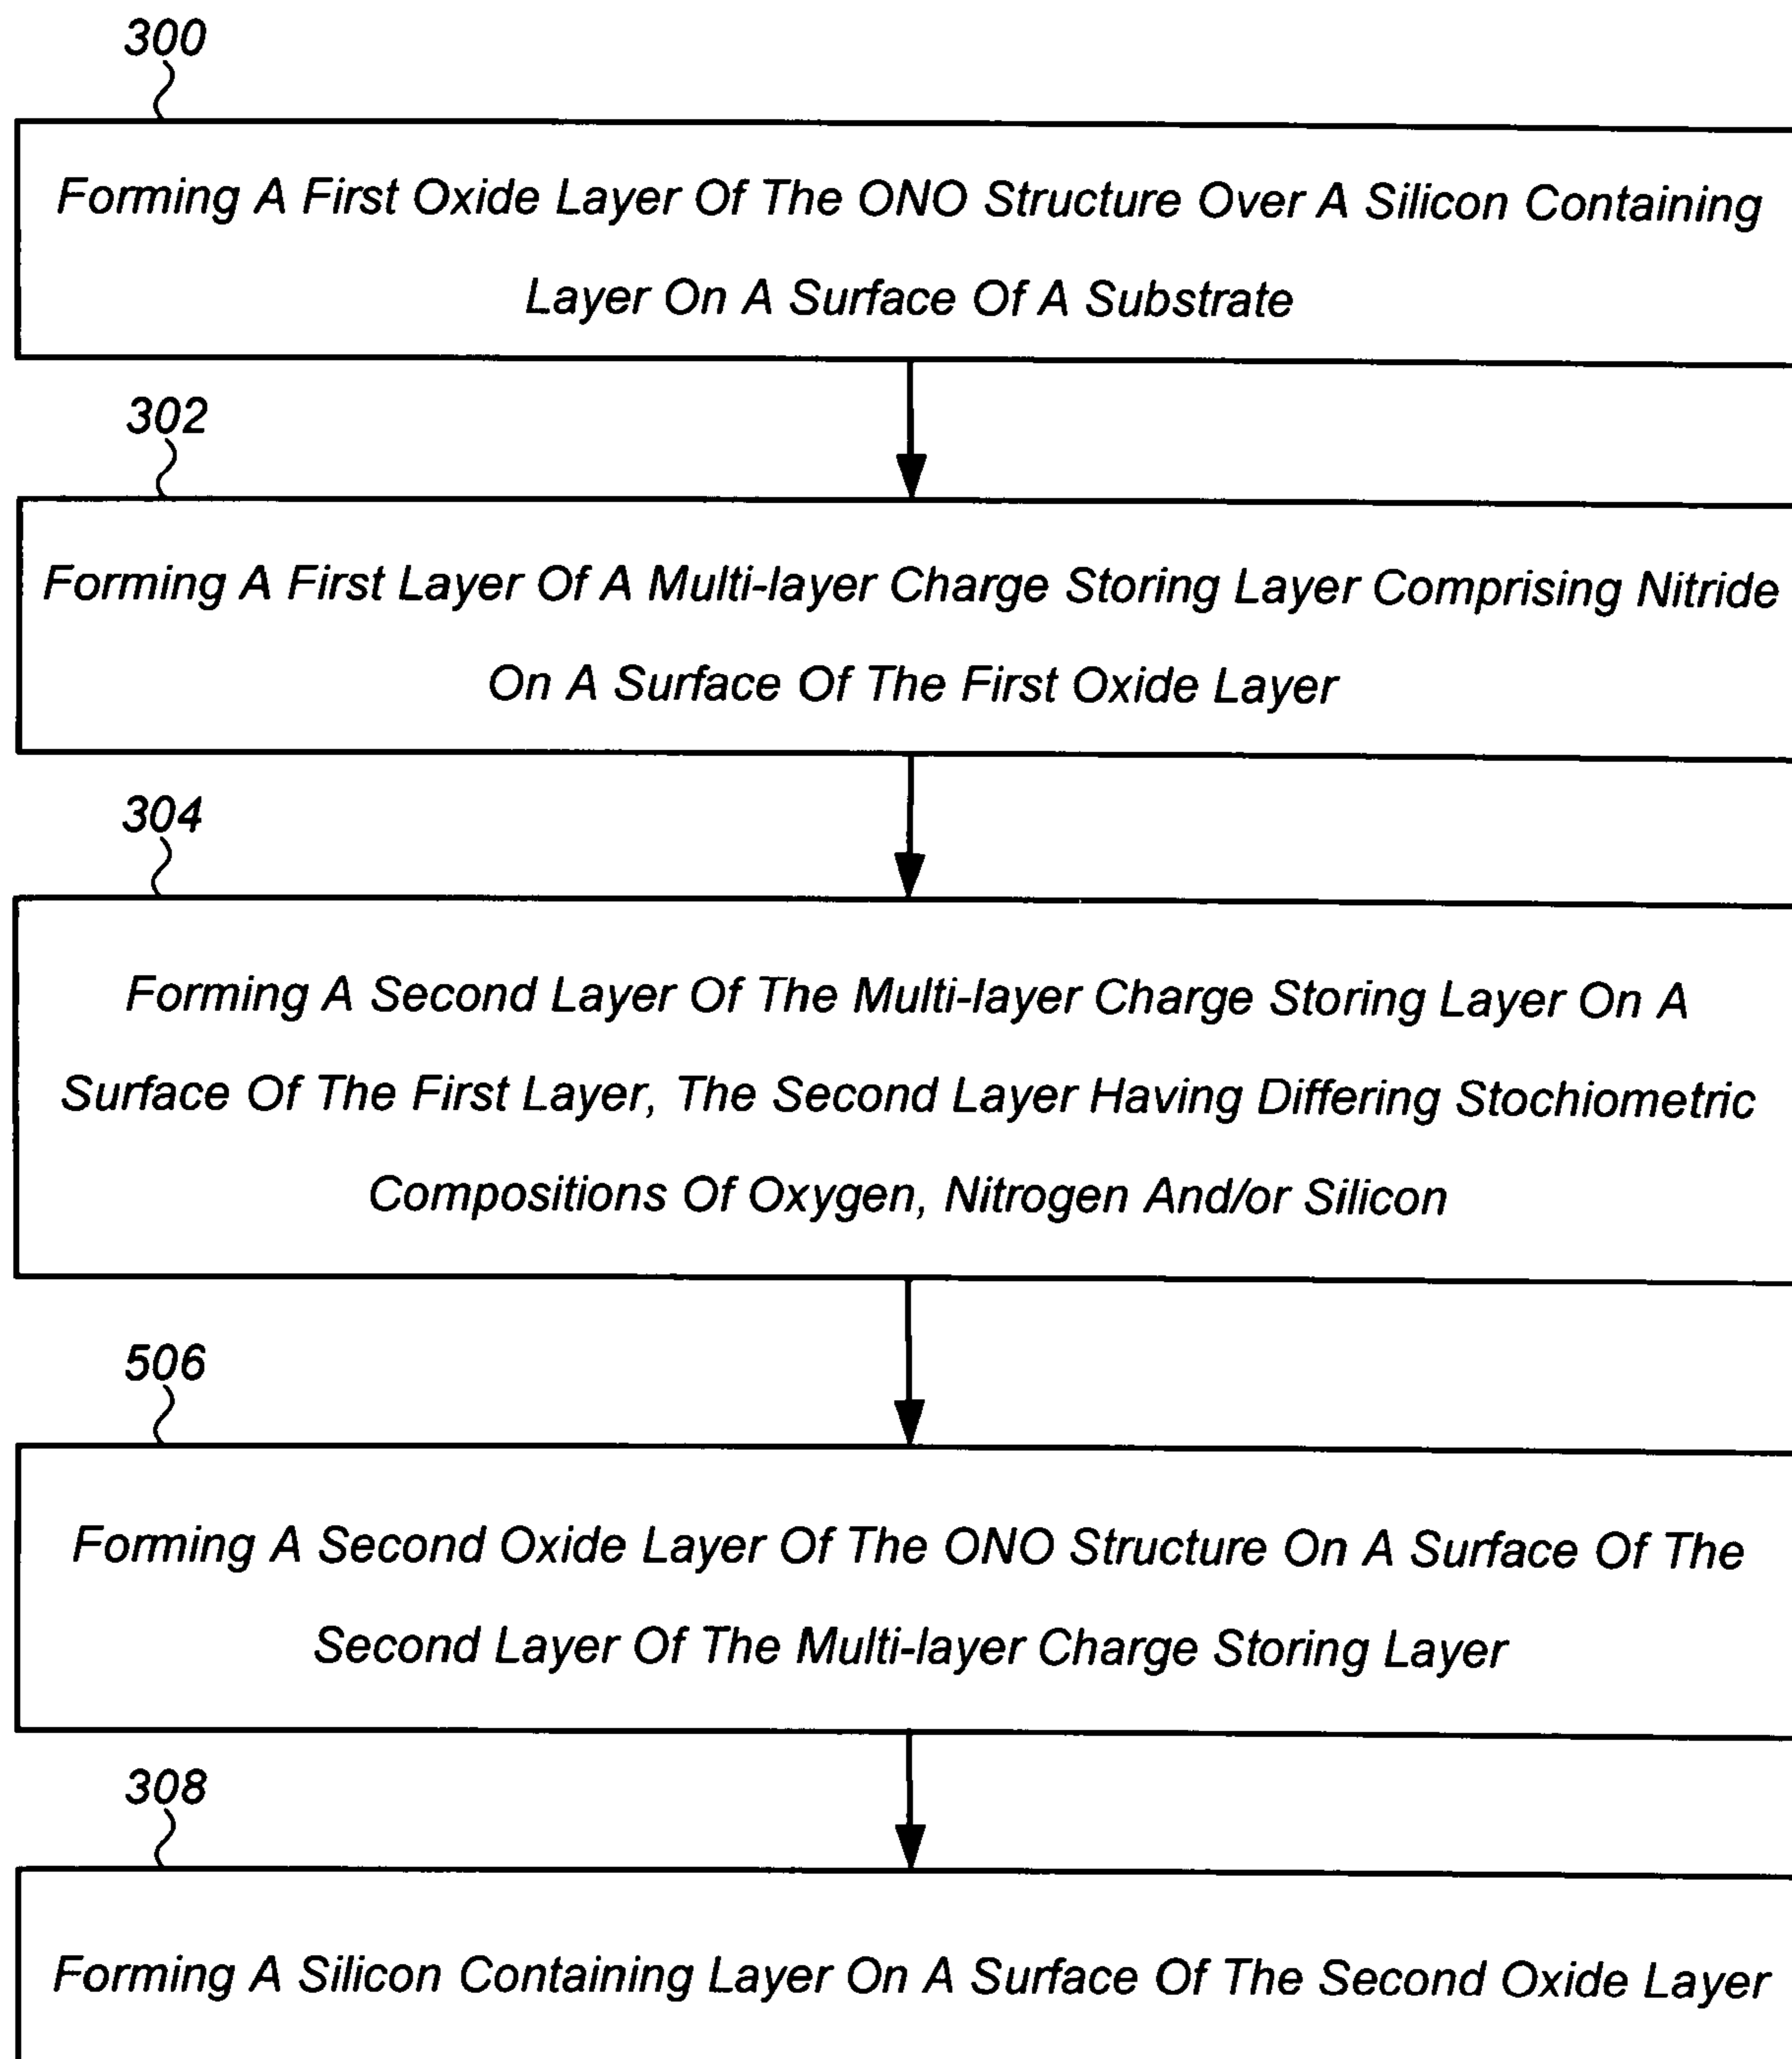 300
Forming A First Oxide Layer Of The ONO Structure Over A Silicon Containing
Layer On A Surface Of A Substrate
302
Forming A First Layer Of A Multi-layer Charge Storing Layer Comprising Nitride
On A Surface Of The First Oxide Layer
304
Forming A Second Layer Of The Multi-layer Charge Storing Layer On A
Surface Of The First Layer, The Second Layer Having Differing Stochiometric
Compositions Of Oxygen, Nitrogen And/or Silicon
506
Forming A Second Oxide Layer Of The ONO Structure On A Surface Of The
Second Layer Of The Multi-layer Charge Storing Layer
308
Forming A Silicon Containing Layer On A Surface Of The Second Oxide Layer